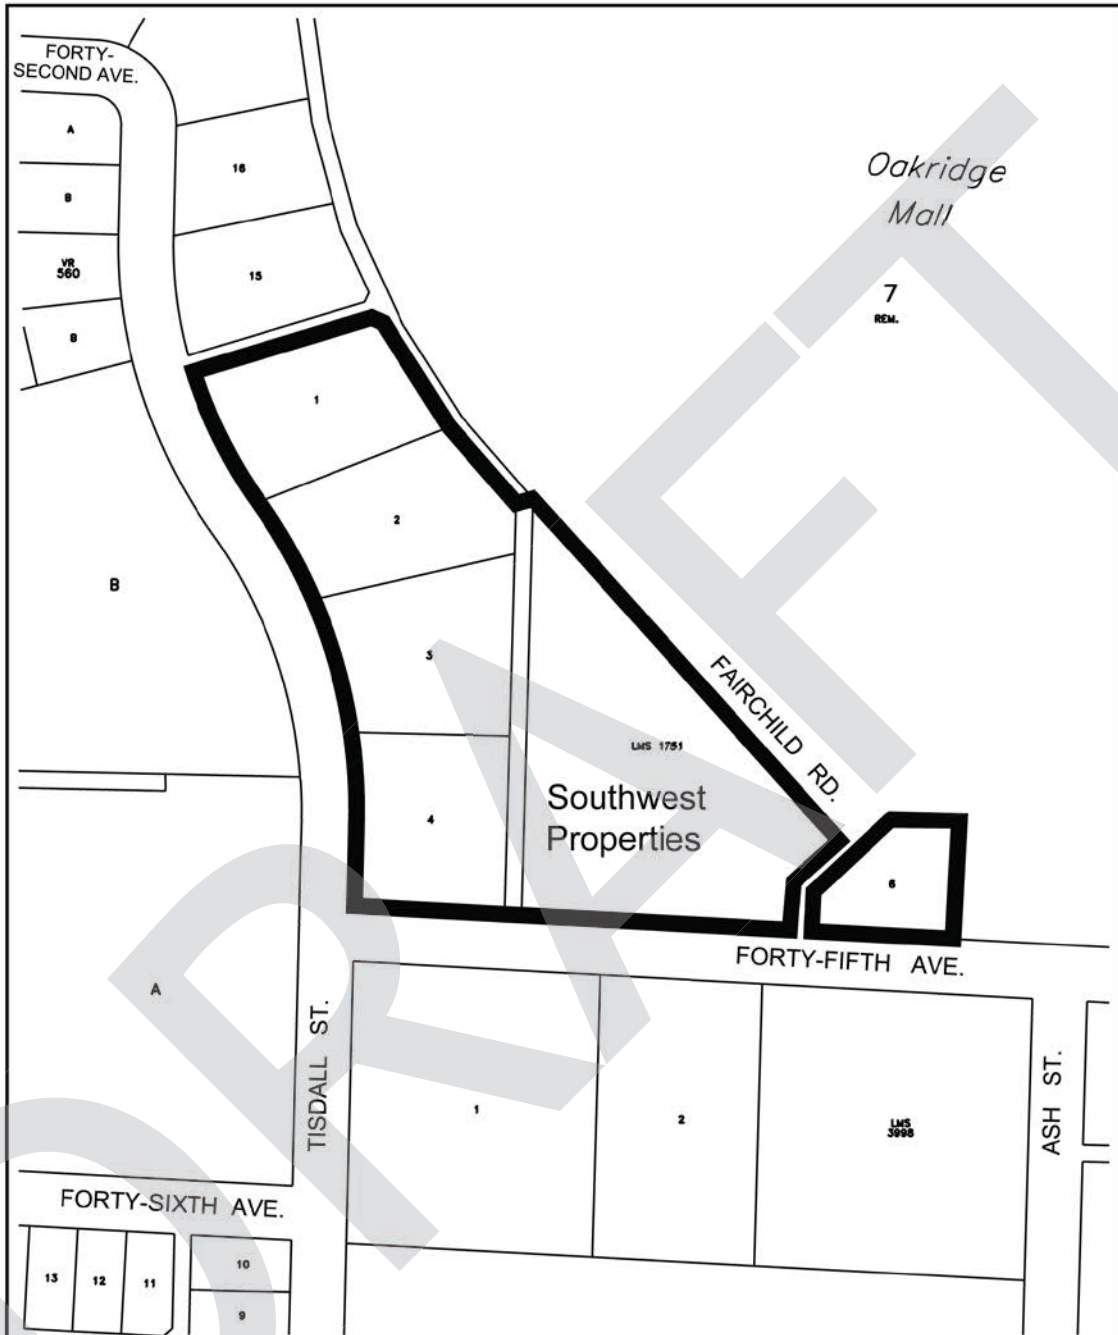 FORTY-
SECOND AVE.
A
B
VR
560
B
16
15
Oakridge
Mall
7
REM.
1
2
B
3
FAIRCHILD RD.
LMS 1751
Southwest
Properties
4
6
FORTY-FIFTH AVE.
A
TISDALL ST.
1
2
LMS
3998
ASH ST.
FORTY-SIXTH AVE.
13
12
11
10
9
DRAFT